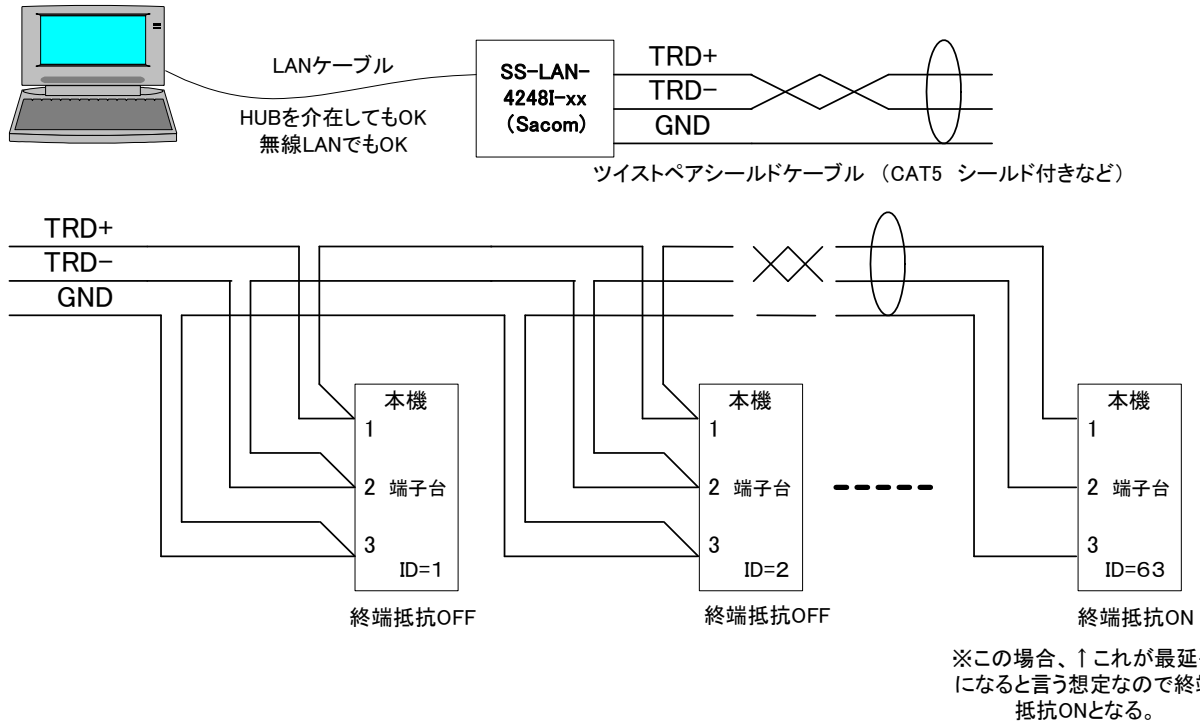 LANケーブル
HUBを介在してもOK
無線LANでもOK
SS-LAN-
4248I-xx
(Sacom)
TRD+
TRD-
GND
ツイストペアシールドケーブル (CAT5 シールド付きなど)
TRD+
TRD-
GND
本機
1
2 端子台
3
ID=1
終端抵抗OFF
本機
1
2 端子台
3
ID=2
終端抵抗OFF
本機
1
2 端子台
3
ID=63
終端抵抗ON
※この場合、↑これが最延
になると言う想定なので終
抵抗ONとなる。